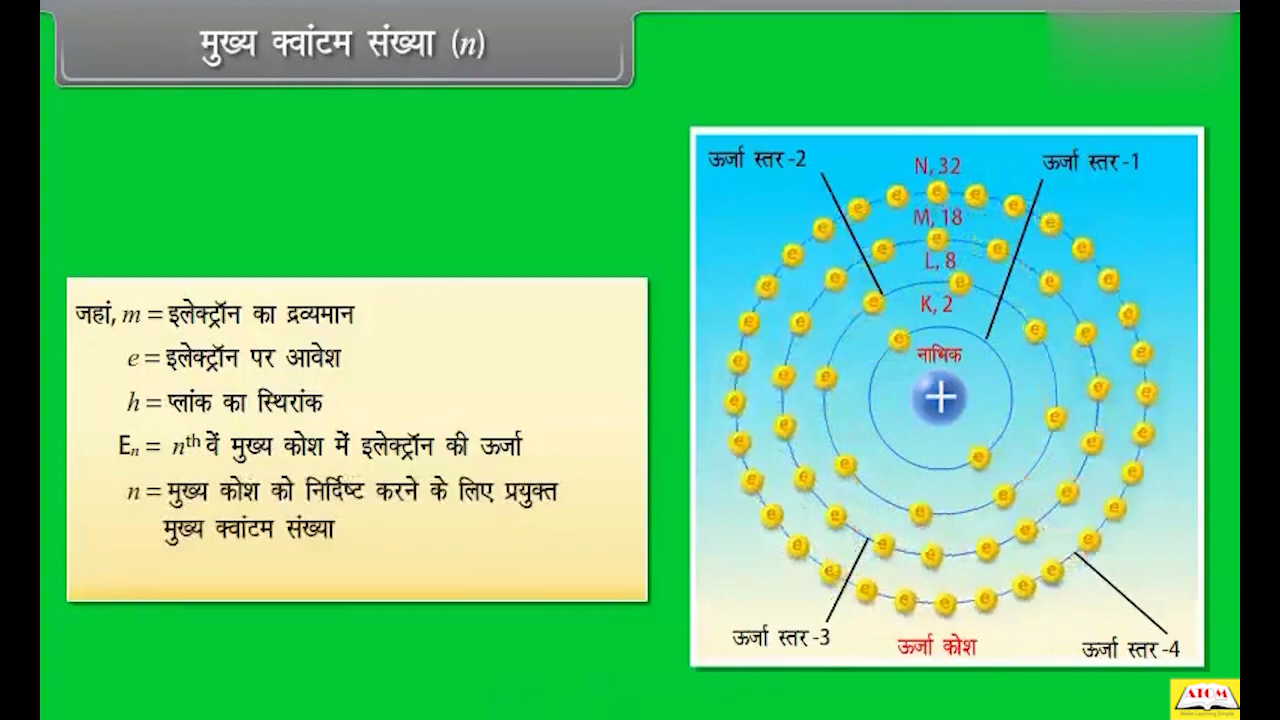 मुख्य क्वांटम संख्या (n)
जहां, m = इलेक्ट्रॉन का द्रव्यमान
e = इलेक्ट्रॉन पर आवेश
h = प्लांक का स्थिरांक
Eₙ = nᵗʰ वें मुख्य कोश में इलेक्ट्रॉन की ऊर्जा
n = मुख्य कोश को निर्दिष्ट करने के लिए प्रयुक्त
मुख्य क्वांटम संख्या
ऊर्जा स्तर -2
ऊर्जा स्तर -1
N, 32
M, 18
L, 8
K, 2
नाभिक
+
e e e e e e e e e e e e e e e e e e e e e e e e e e e e e e e e
e e e e e e e e e e e e e e e e e e
e e e e e e e e
e e
ऊर्जा स्तर -3
ऊर्जा कोश
ऊर्जा स्तर -4
ATOM